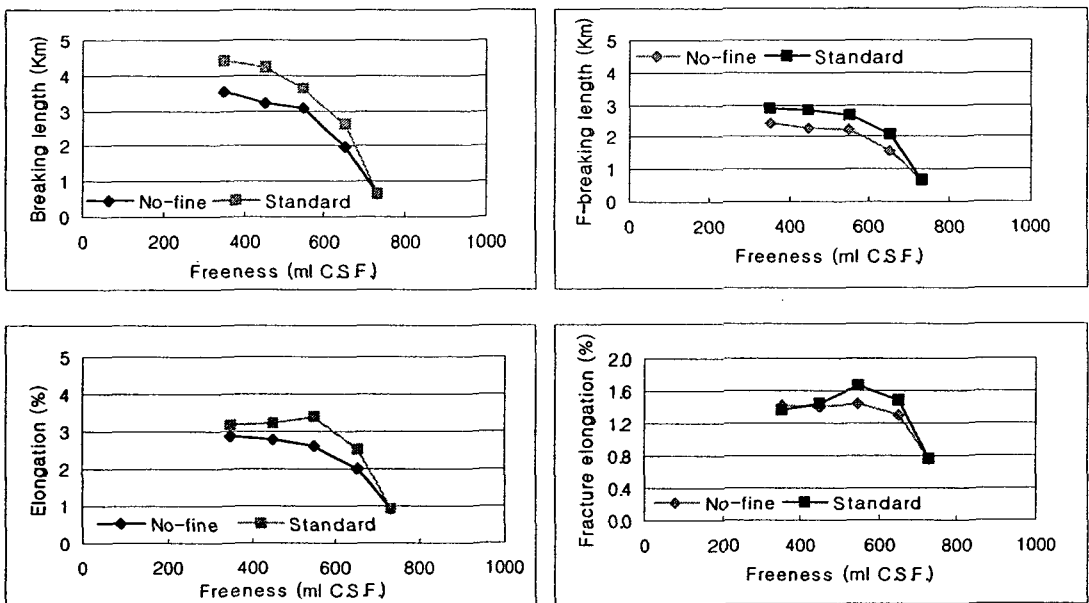 Breaking length (Km)
5
4
3
2
1
0
No-fine Standard
0 200 400 600 800 1000
Freeness (ml C.S.F.)
F-breaking length (Km)
5
4
3
2
1
0
No-fine Standard
0 200 400 600 800 1000
Freeness (ml C.S.F.)
Elongation (%)
5
4
3
2
1
0
No-fine Standard
0 200 400 600 800 1000
Freeness (ml C.S.F.)
Fracture elongation (%)
2.0
1.6
1.2
0.8
0.4
0.0
No-fine Standard
0 200 400 600 800 1000
Freeness (ml C.S.F.)